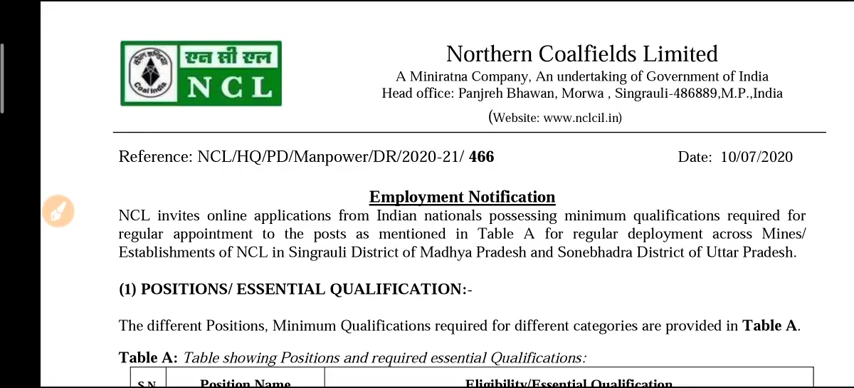 एन सी एल
NCL
Coal India
Northern Coalfields Limited
A Miniratna Company, An undertaking of Government of India
Head office: Panjreh Bhawan, Morwa , Singrauli-486889,M.P.,India
(Website: www.nclcil.in)
Reference: NCL/HQ/PD/Manpower/DR/2020-21/ 466 Date: 10/07/2020
Employment Notification
NCL invites online applications from Indian nationals possessing minimum qualifications required for
regular appointment to the posts as mentioned in Table A for regular deployment across Mines/
Establishments of NCL in Singrauli District of Madhya Pradesh and Sonebhadra District of Uttar Pradesh.
(1) POSITIONS/ ESSENTIAL QUALIFICATION:-
The different Positions, Minimum Qualifications required for different categories are provided in Table A.
Table A: Table showing Positions and required essential Qualifications:
S.N Position Name Eligibility/Essential Qualification